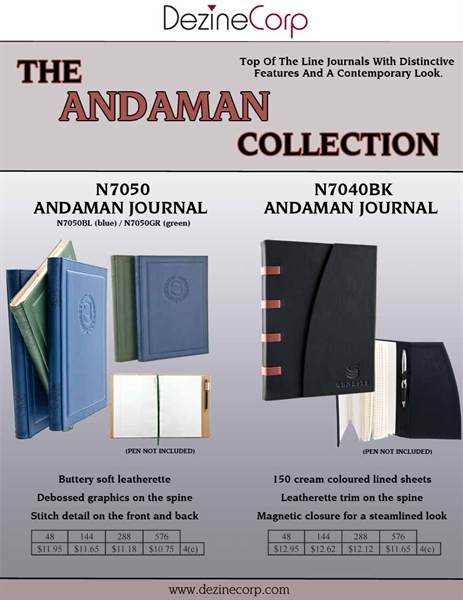 DezineCorp
Top Of The Line Journals With Distinctive
Features And A Contemporary Look.
THE
ANDAMAN
COLLECTION
N7050
ANDAMAN JOURNAL
N7050BL (blue) / N7050GR (green)
(PEN NOT INCLUDED)
Buttery soft leatherette
Debossed graphics on the spine
Stitch detail on the front and back
48 144 288 576
$11.95 $11.65 $11.18 $10.75 4(c)
N7040BK
ANDAMAN JOURNAL
(PEN NOT INCLUDED)
150 cream coloured lined sheets
Leatherette trim on the spine
Magnetic closure for a steamlined look
48 144 288 576
$12.95 $12.62 $12.12 $11.65 4(c)
www.dezinecorp.com